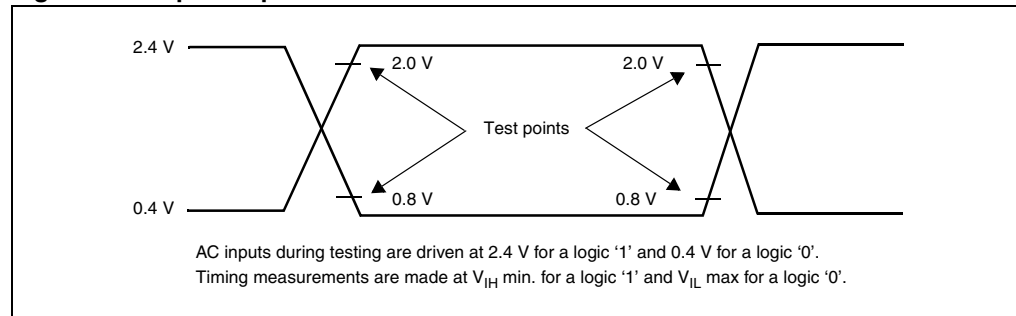 2.4 V
2.0 V
2.0 V
Test points
0.8 V
0.8 V
0.4 V
AC inputs during testing are driven at 2.4 V for a logic ‘1’ and 0.4 V for a logic ‘0’.
Timing measurements are made at VIH min. for a logic ‘1’ and VIL max for a logic ‘0’.